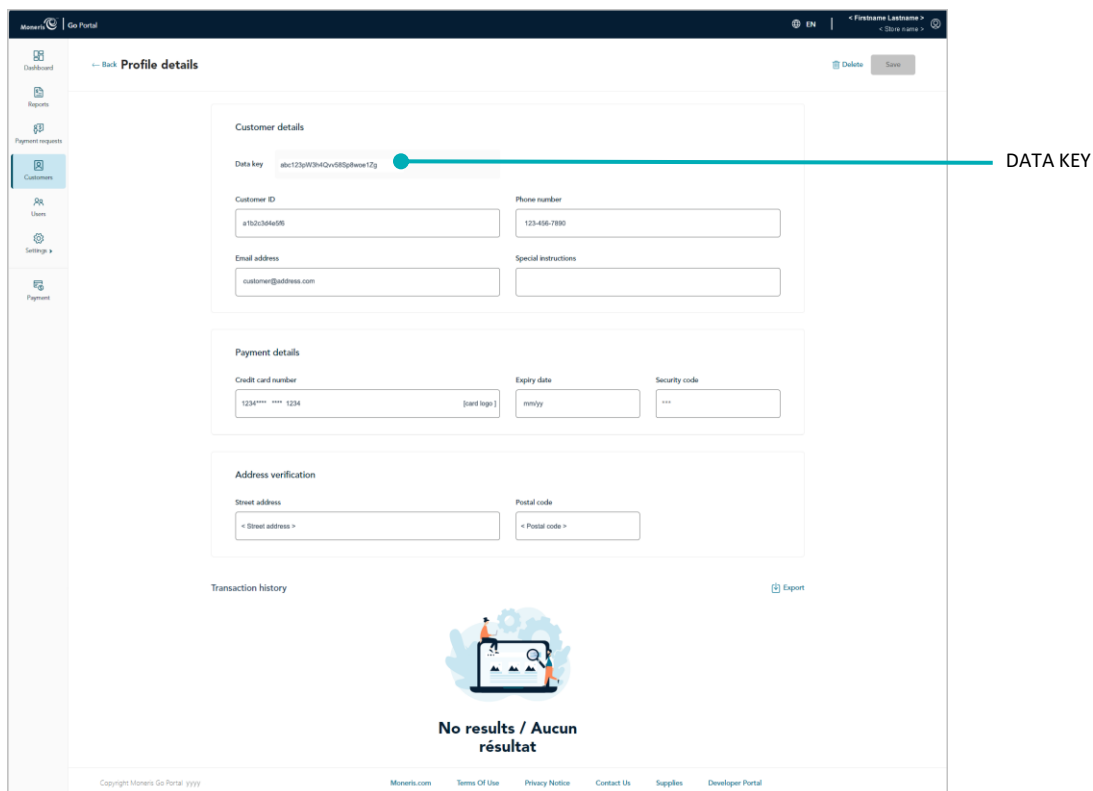 Moneris Go Portal
EN
< Firstname Lastname >
< Store name >
Dashboard
Reports
Payment requests
Customers
Users
Settings
Payment
← Back Profile details
Delete
Save
Customer details
Data key abc123pW3h4Qvv58Sp8woe1Zg
DATA KEY
Customer ID Phone number
a1b2c3d4e5f6 123-456-7890
Email address Special instructions
customer@address.com
Payment details
Credit card number Expiry date Security code
1234**** **** 1234 [card logo ] mm/yy ***
Address verification
Street address Postal code
< Street address > < Postal code >
Transaction history Export
No results / Aucun
résultat
Copyright Moneris Go Portal yyyy
Moneris.com Terms Of Use Privacy Notice Contact Us Supplies Developer Portal